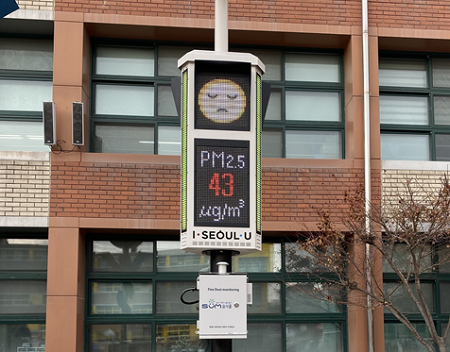 PM2.5
43
µg/m³
I·SEOUL·U
Fine Dust monitoring